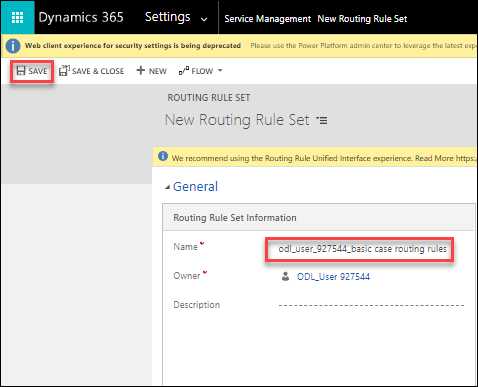 Dynamics 365 Settings Service Management New Routing Rule Set
Web client experience for security settings is being deprecated Please use the Power Platform admin center to leverage the latest expe
SAVE SAVE & CLOSE + NEW FLOW
ROUTING RULE SET
New Routing Rule Set
We recommend using the Routing Rule Unified Interface experience. Read More https:/
General
Routing Rule Set Information
Name * odl_user_927544_basic case routing rules
Owner * ODL_User 927544
Description